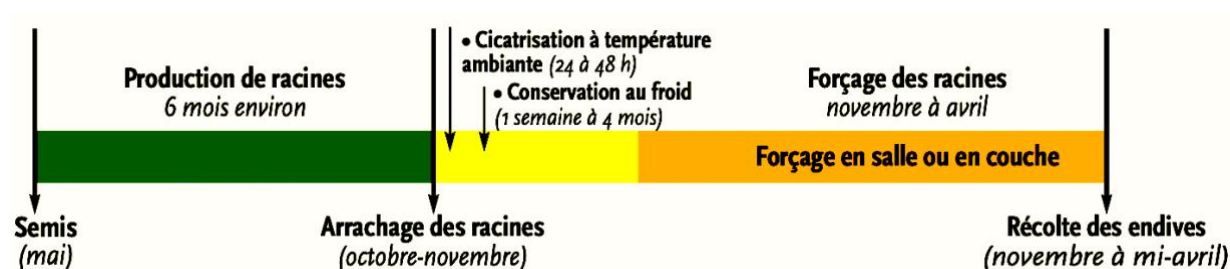 • Cicatrisation à température
ambiante (24 à 48 h)
Production de racines
6 mois environ
• Conservation au froid
(1 semaine à 4 mois)
Forçage des racines
novembre à avril
Forçage en salle ou en couche
Semis
(mai)
Arrachage des racines
(octobre-novembre)
Récolte des endives
(novembre à mi-avril)